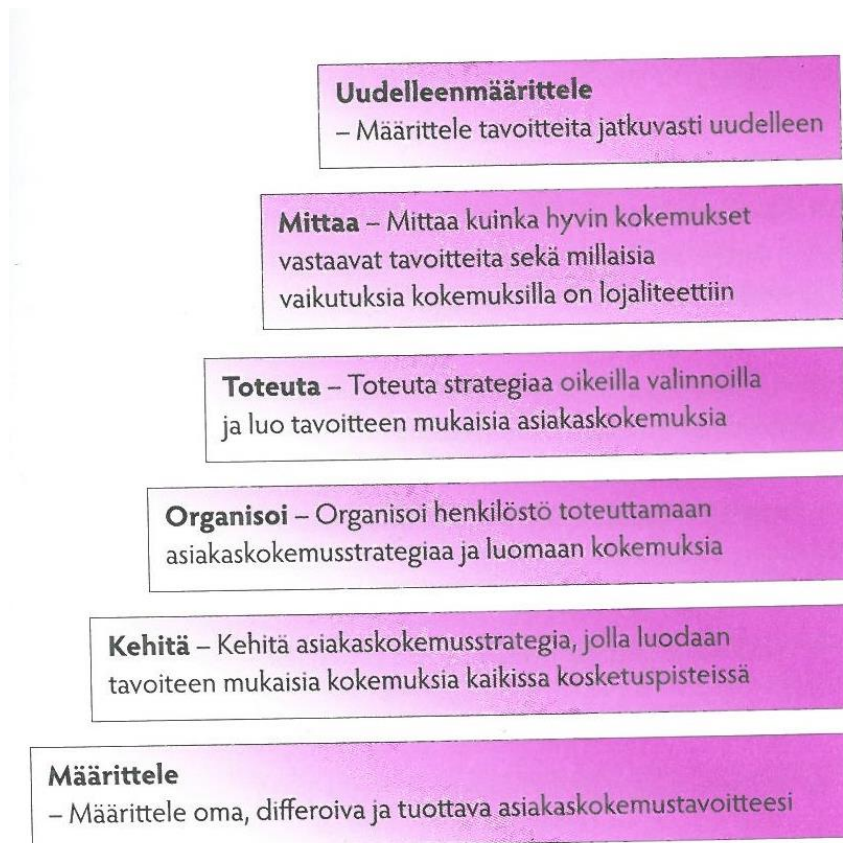 Uudelleenmäärittele
– Määrittele tavoitteita jatkuvasti uudelleen
Mittaa – Mittaa kuinka hyvin kokemukset
vastaavat tavoitteita sekä millaisia
vaikutuksia kokemuksilla on lojaliteettiin
Toteuta – Toteuta strategiaa oikeilla valinnoilla
ja luo tavoitteen mukaisia asiakaskokemuksia
Organisoi – Organisoi henkilöstö toteuttamaan
asiakaskokemusstrategiaa ja luomaan kokemuksia
Kehitä – Kehitä asiakaskokemusstrategia, jolla luodaan
tavoiteen mukaisia kokemuksia kaikissa kosketuspisteissä
Määrittele
– Määrittele oma, differoiva ja tuottava asiakaskokemustavoitteesi